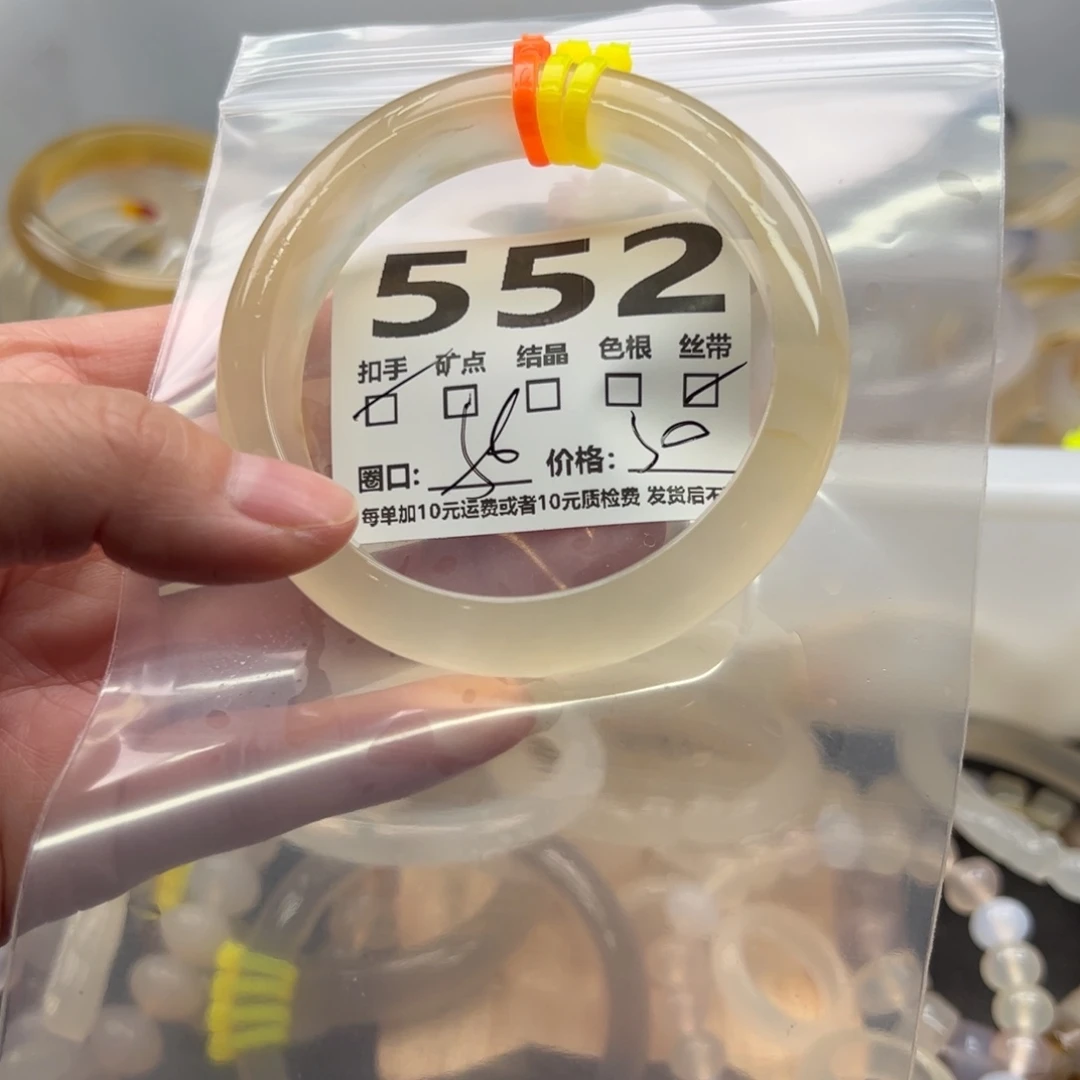 552
扣手 矿点 结晶 色根 丝带
圈口: 56 价格: 50
每单加10元运费或者10元质检费 发货后不